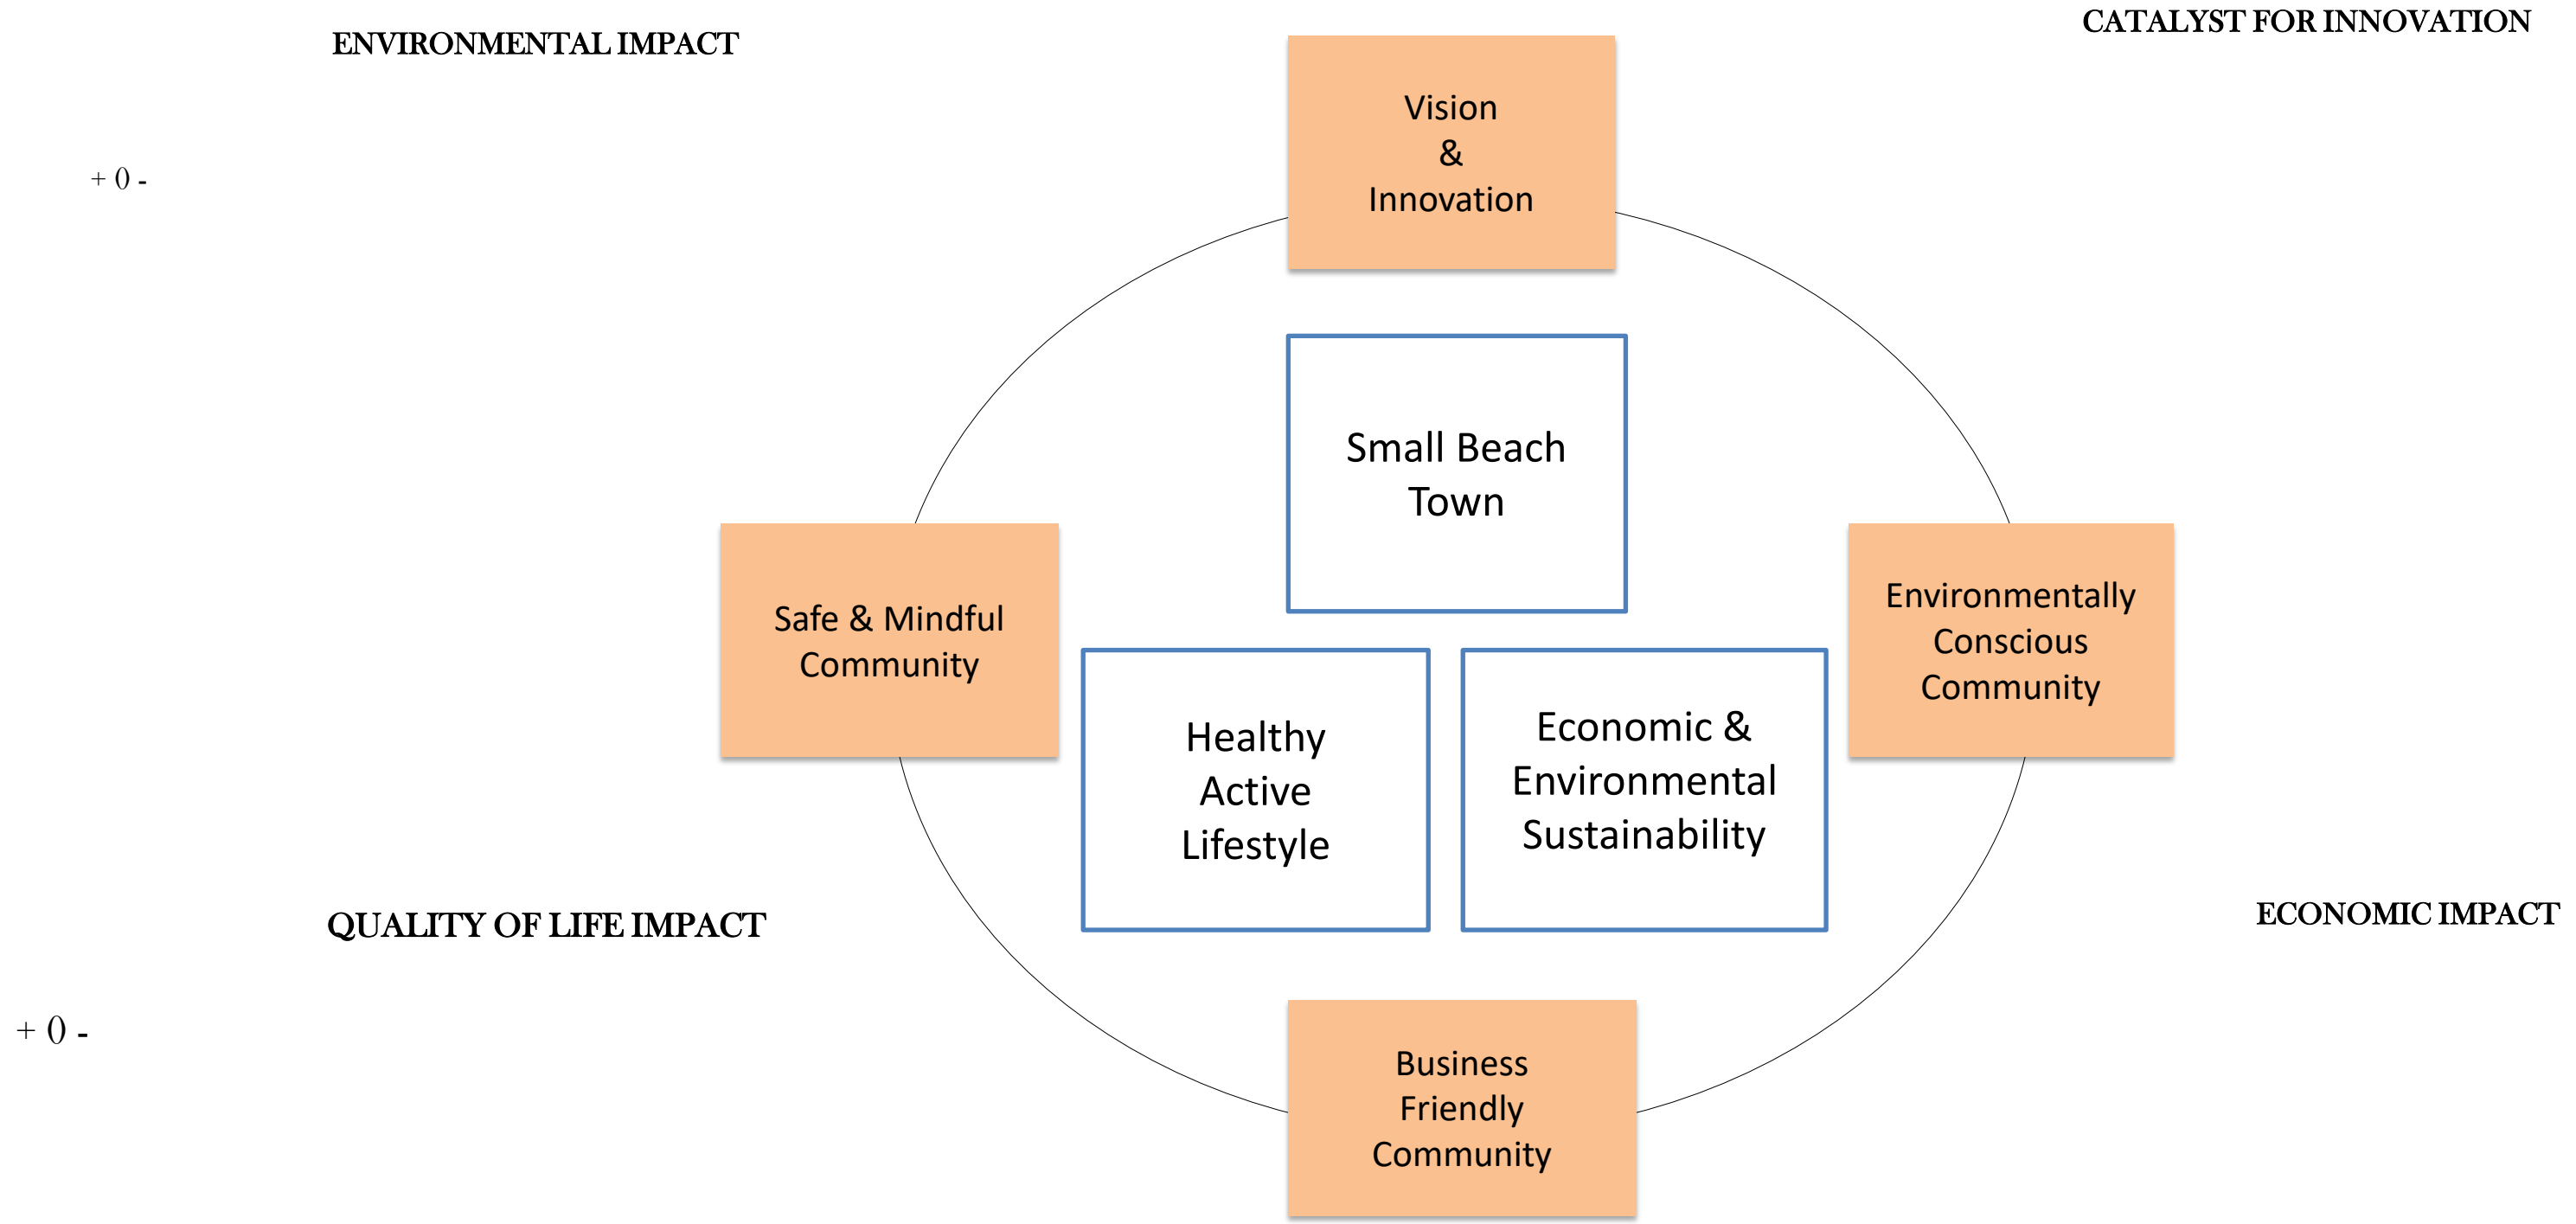 ENVIRONMENTAL IMPACT
CATALYST FOR INNOVATION
+ 0 -
Vision
&
Innovation
Small Beach
Town
Safe & Mindful
Community
Environmentally
Conscious
Community
Healthy
Active
Lifestyle
Economic &
Environmental
Sustainability
QUALITY OF LIFE IMPACT
ECONOMIC IMPACT
+ 0 -
Business
Friendly
Community